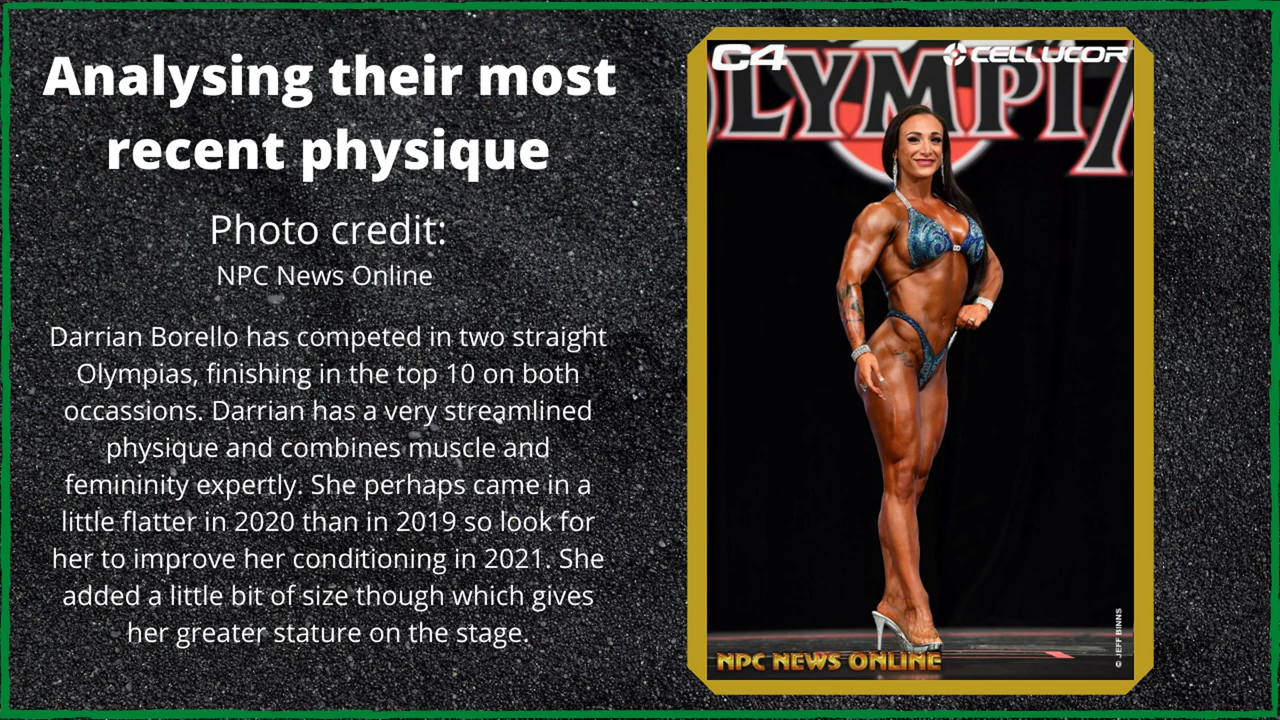 Analysing their most
recent physique
Photo credit:
NPC News Online
Darrian Borello has competed in two straight
Olympias, finishing in the top 10 on both
occassions. Darrian has a very streamlined
physique and combines muscle and
femininity expertly. She perhaps came in a
little flatter in 2020 than in 2019 so look for
her to improve her conditioning in 2021. She
added a little bit of size though which gives
her greater stature on the stage.
C4
CELLUCOR
OLYMPIA
NPC NEWS ONLINE
© JEFF BINNS